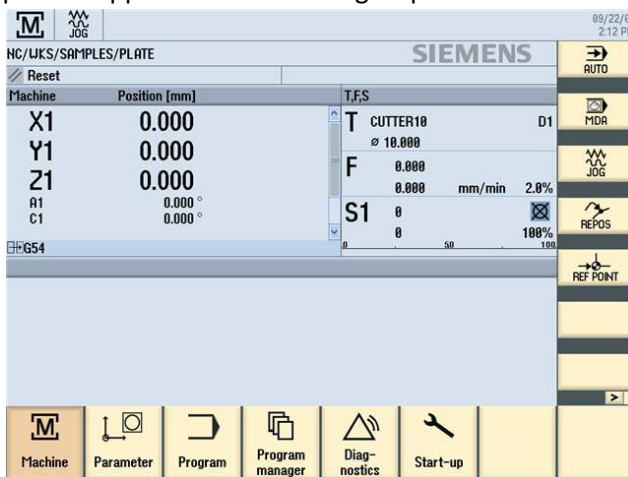 M
JOG
09/22/0
2:12 P
NC/WKS/SAMPLES/PLATE
SIEMENS
AUTO
Reset
Machine Position [mm] T,F,S
X1 0.000
T CUTTER10 D1
MDA
Ø 10.000
Y1 0.000
F 0.000
JOG
Z1 0.000
0.000 mm/min 2.0%
A1 0.000 °
C1 0.000 °
S1 0
REPOS
0 100%
G54
0 50 100
REF POINT
>
M
Machine
Parameter
Program
Program
manager
Diag-
nostics
Start-up